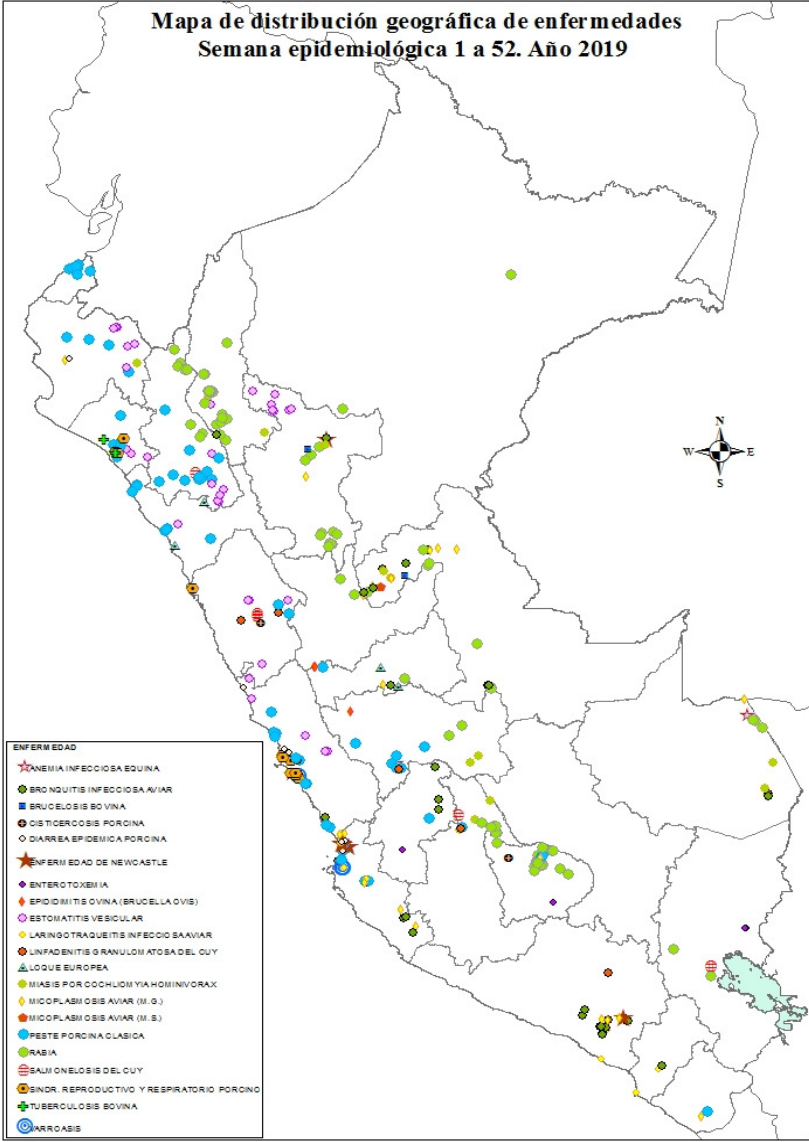 Mapa de distribución geográfica de enfermedades
Semana epidemiológica 1 a 52. Año 2019
N
W E
S
ENFERMEDAD
ANEMIA INFECCIOSA EQUINA
BRONQUITIS INFECCIOSA AVIAR
BRUCELOSIS BOVINA
CISTICERCOSIS PORCINA
DIARREA EPIDEMICA PORCINA
ENFERMEDAD DE NEWCASTLE
ENTEROTOXEMIA
EPIDIDIMITIS OVINA (BRUCELLA OVIS)
ESTOMATITIS VESICULAR
LARINGOTRAQUEITIS INFECCIOSA AVIAR
LINFADENITIS GRANULOMATOSA DEL CUY
LOQUE EUROPEA
MIASIS POR COCHLIOMYIA HOMINIVORAX
MICOPLASMOSIS AVIAR (M.G.)
MICOPLASMOSIS AVIAR (M.S.)
PESTE PORCINA CLASICA
RABIA
SALMONELOSIS DEL CUY
SINDR. REPRODUCTIVO Y RESPIRATORIO PORCINO
TUBERCULOSIS BOVINA
VARROASIS